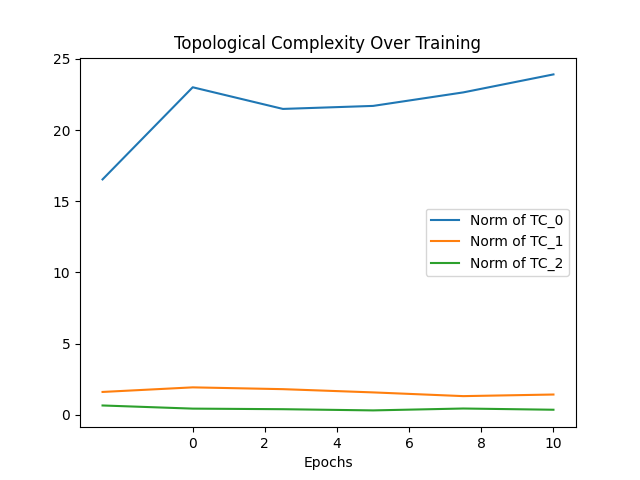 Topological Complexity Over Training
25
20
15
10
5
0
Norm of TC_0
Norm of TC_1
Norm of TC_2
0 2 4 6 8 10
Epochs